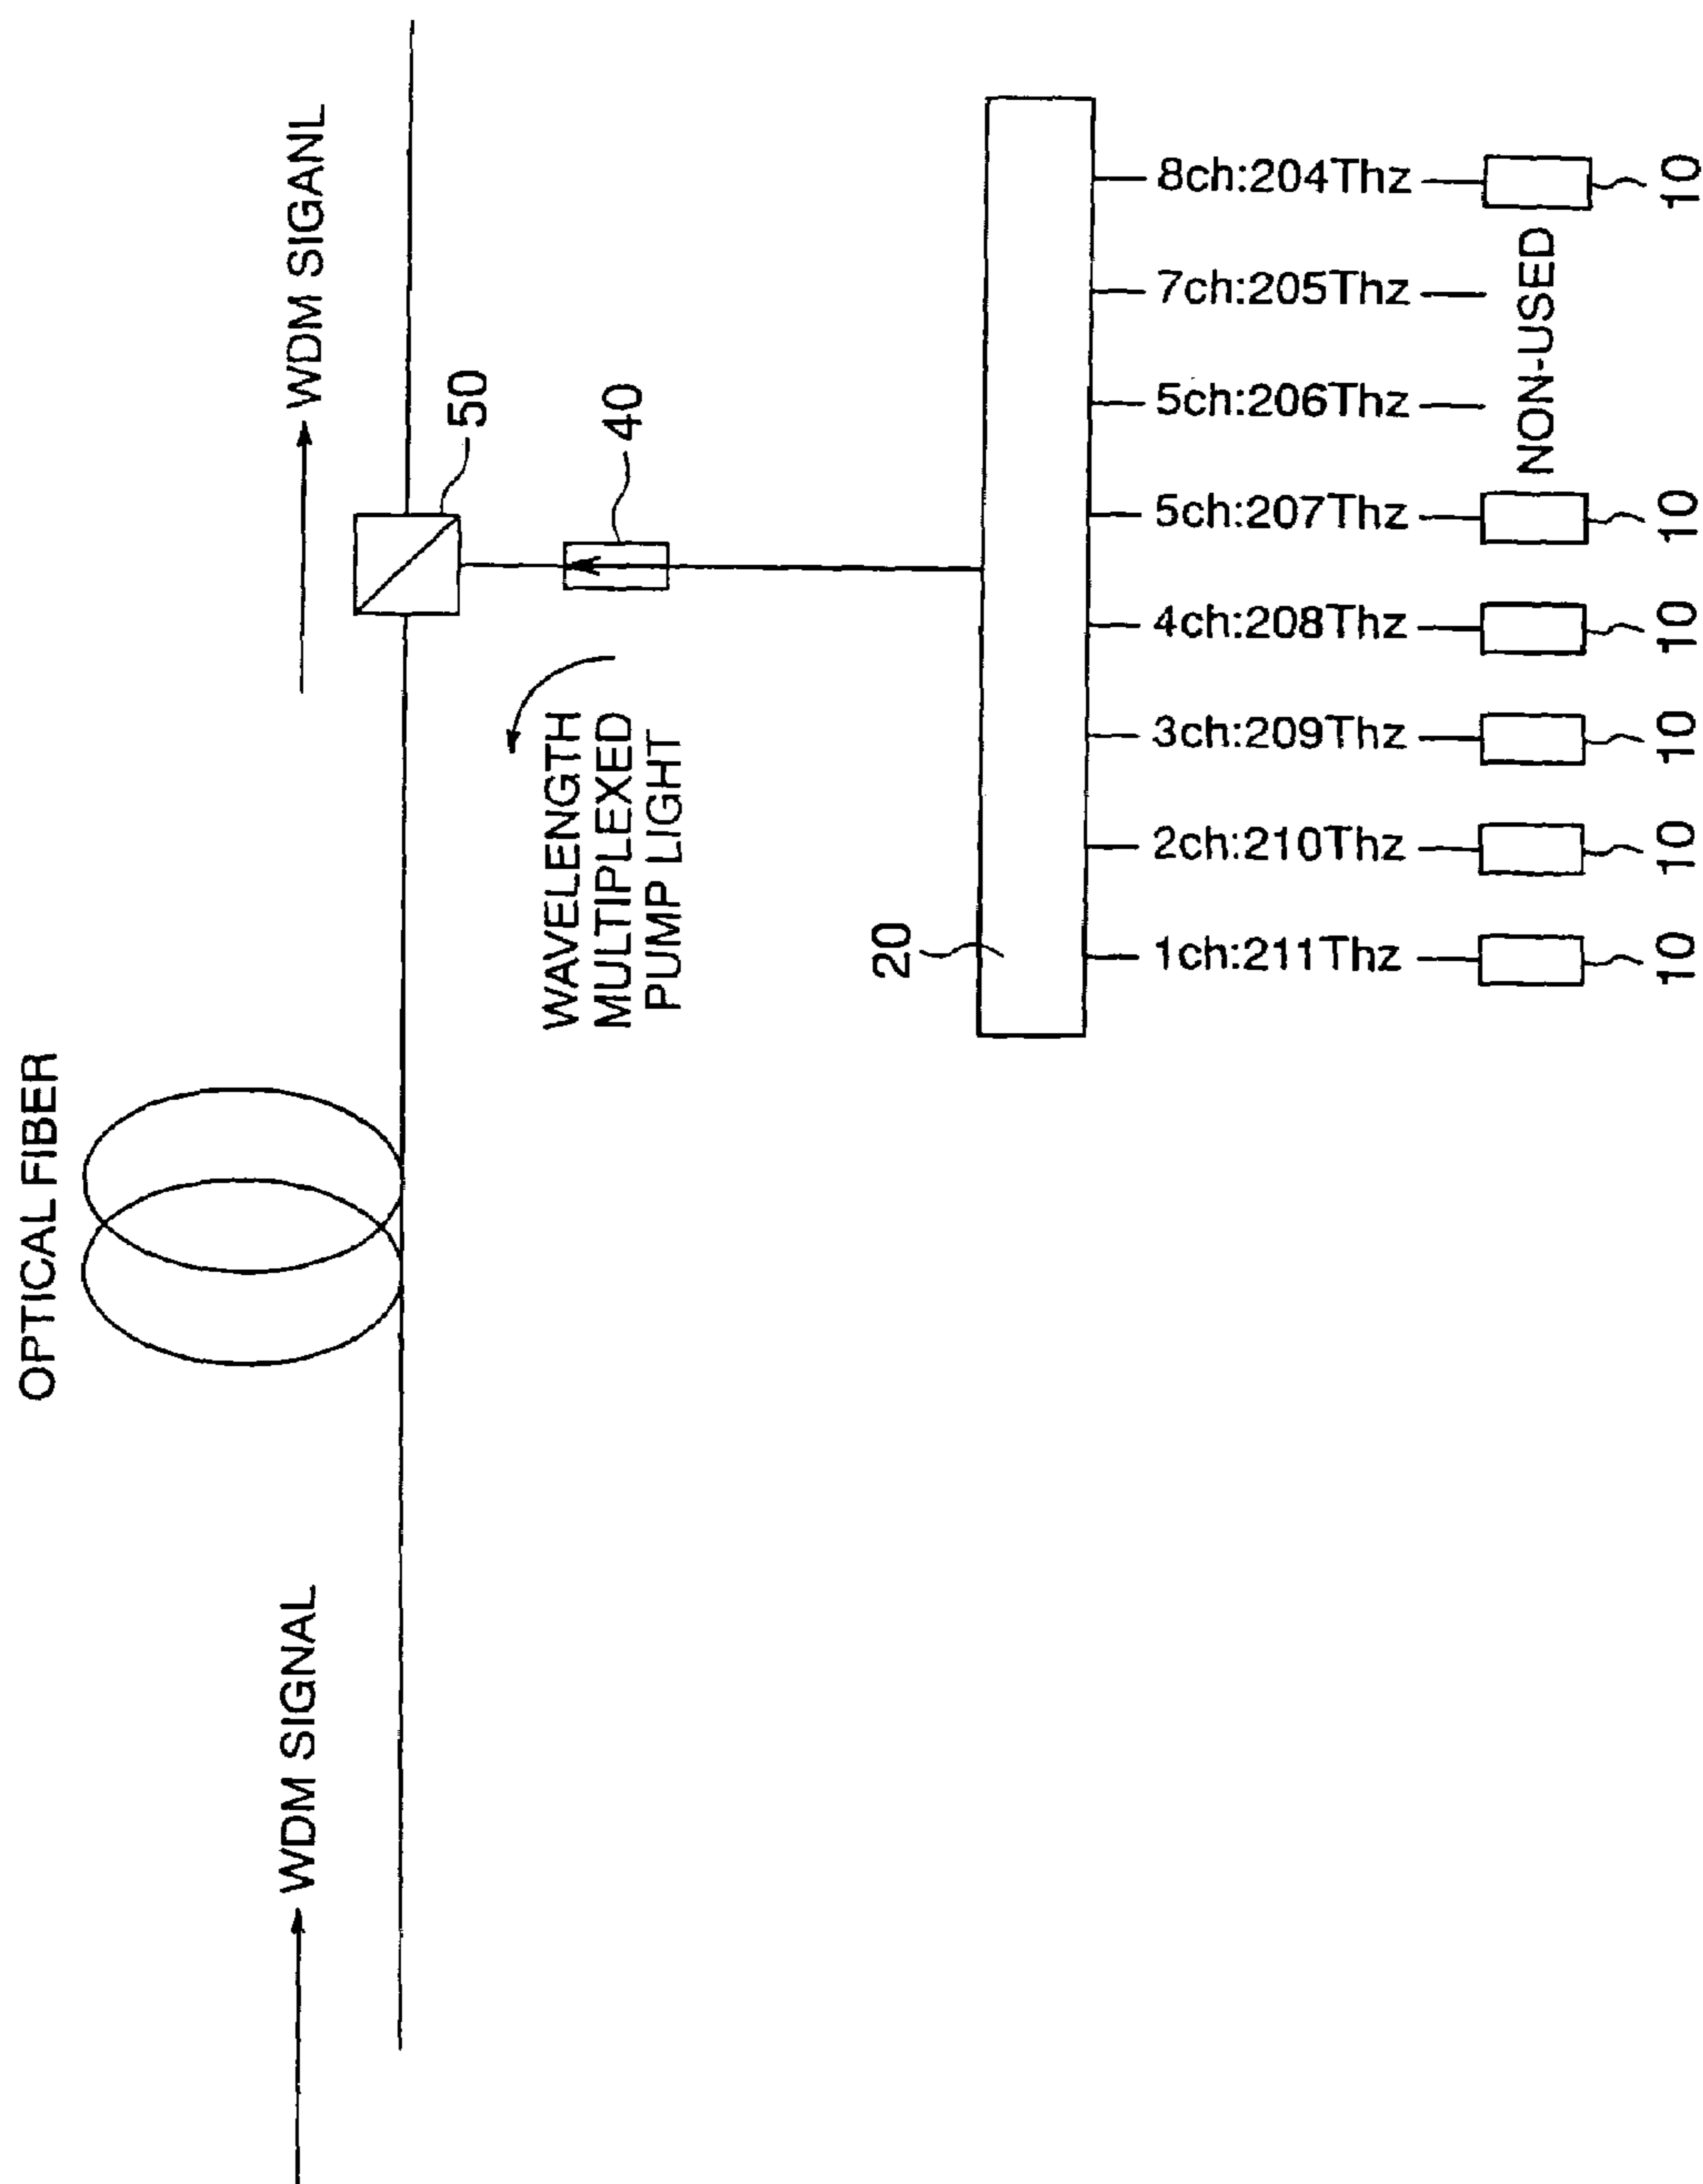 OPTICAL FIBER
WDM SIGNAL
WDM SIGANL
50
40
WAVELENGTH
MULTIPLEXED
PUMP LIGHT
20
1ch:211Thz
2ch:210Thz
3ch:209Thz
4ch:208Thz
5ch:207Thz
5ch:206Thz
7ch:205Thz
8ch:204Thz
NON-USED
10
10
10
10
10
10